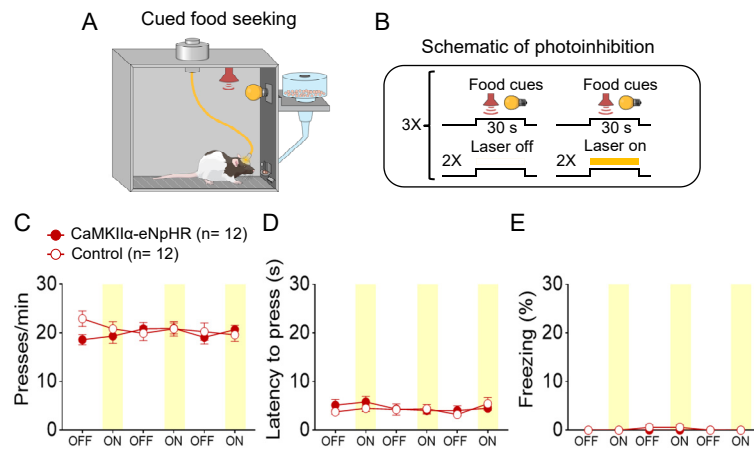 A
Cued food seeking
B
Schematic of photoinhibition
Food cues
Food cues
3X
30 s
30 s
Laser off
Laser on
2X
2X
C
CaMKIIα-eNpHR (n= 12)
Control (n= 12)
D
E
Presses/min
30
20
10
0
OFF
ON
OFF
ON
OFF
ON
Latency to press (s)
30
20
10
0
OFF
ON
OFF
ON
OFF
ON
Freezing (%)
30
20
10
0
OFF
ON
OFF
ON
OFF
ON